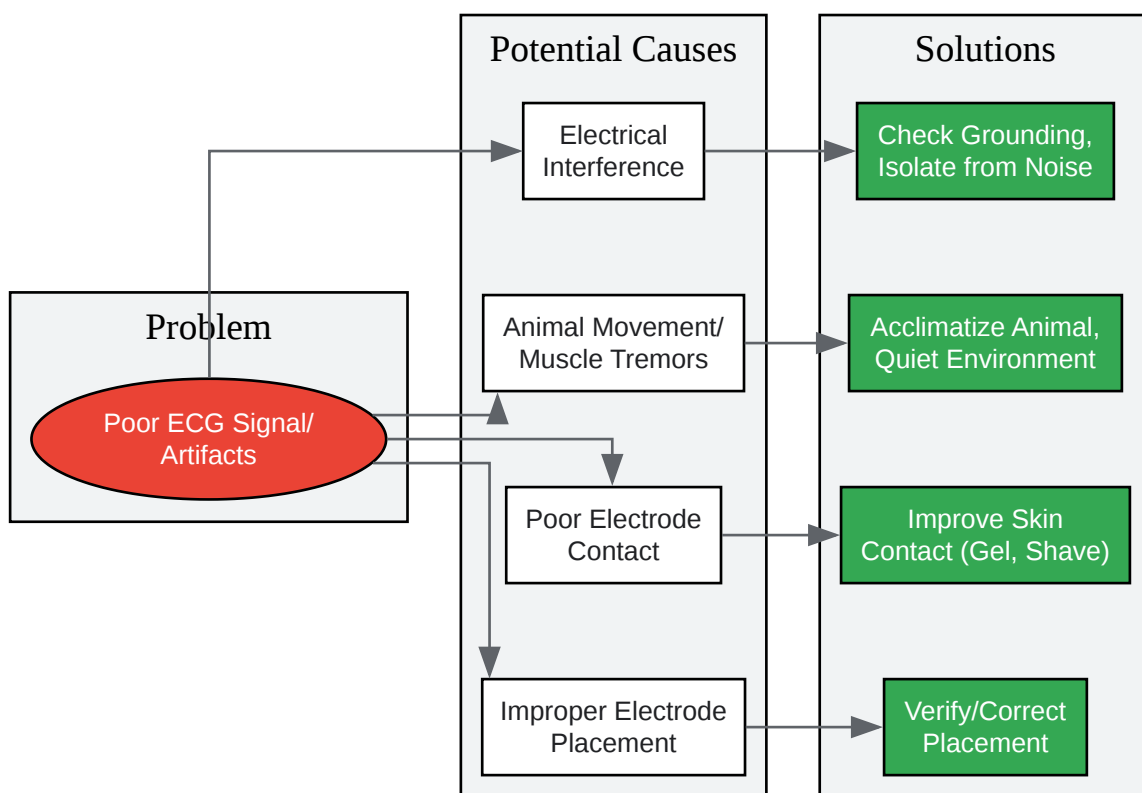 Potential Causes
Solutions
Electrical
Interference
Check Grounding,
Isolate from Noise
Problem
Animal Movement/
Muscle Tremors
Acclimatize Animal,
Quiet Environment
Poor ECG Signal/
Artifacts
Poor Electrode
Contact
Improve Skin
Contact (Gel, Shave)
Improper Electrode
Placement
Verify/Correct
Placement